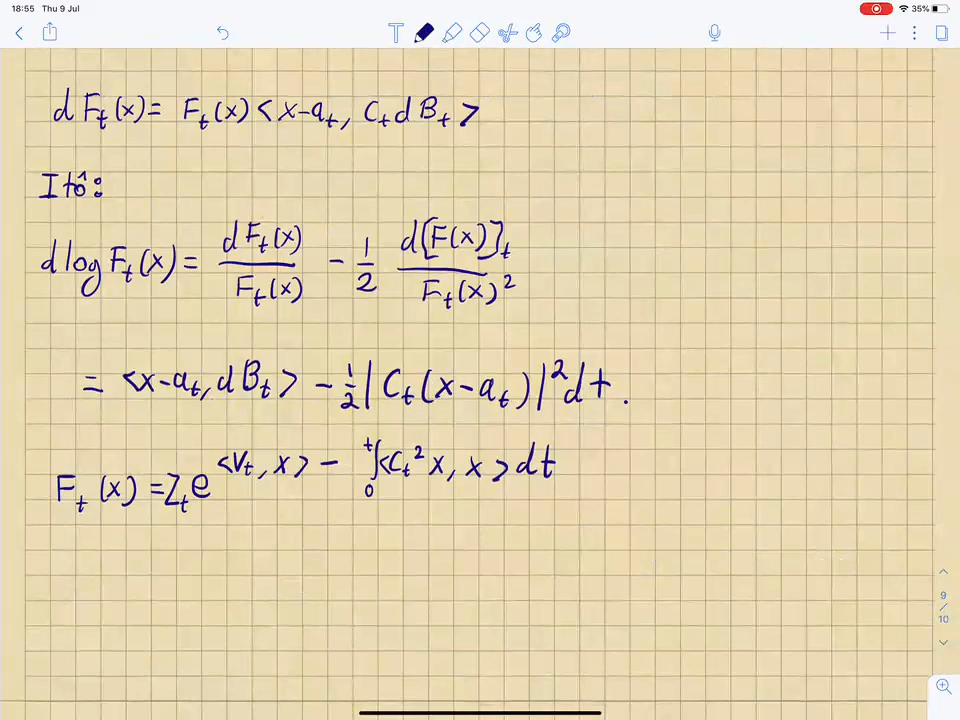 18:55 Thu 9 Jul 35%
dF_t(x) = F_t(x) <x-a_t, C_t dB_t>
Itô:
d log F_t(x) = dF_t(x) / F_t(x) - 1/2 d[F(x)]_t / F_t(x)^2
= <x-a_t, dB_t> - 1/2 |C_t(x-a_t)|^2 dt.
F_t(x) = Z_t e^{<V_t, x> - ∫_0^t <C_t^2 x, x> dt}
9
/
10